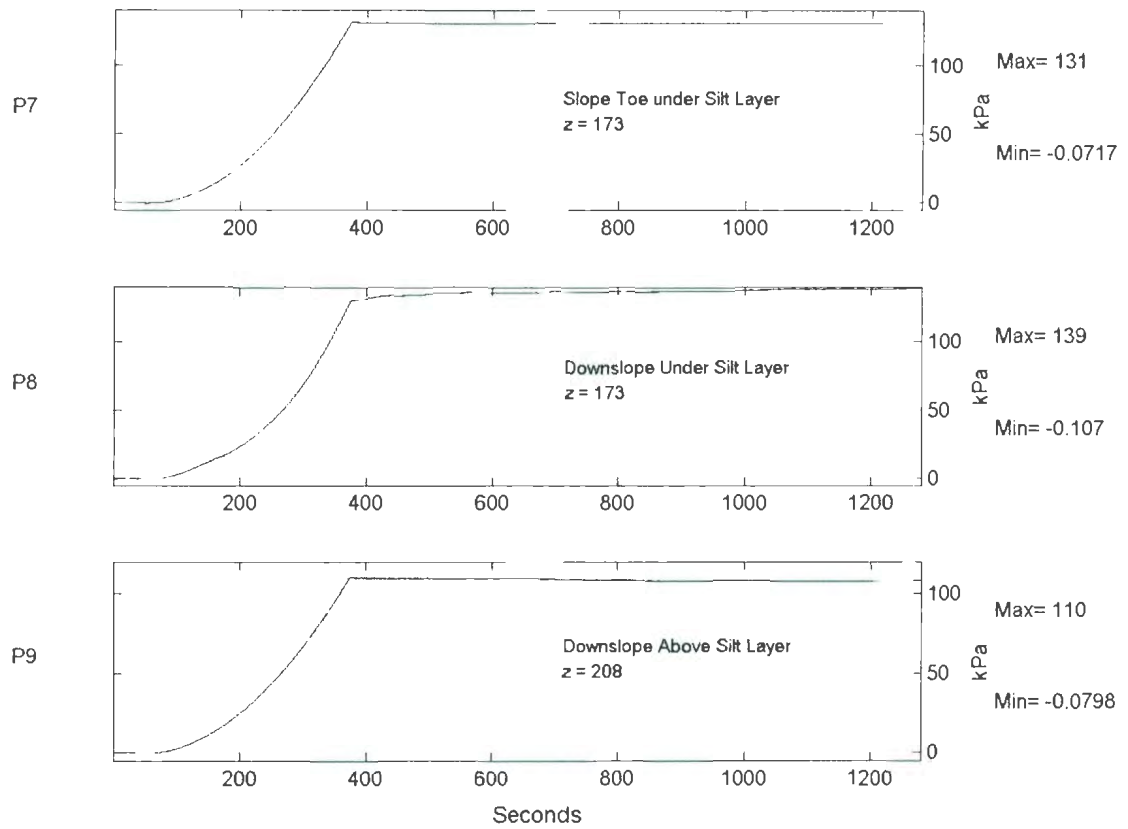 P7
Slope Toe under Silt Layer
z = 173
100
50
0
kPa
Max= 131
Min= -0.0717
200 400 600 800 1000 1200
P8
Downslope Under Silt Layer
z = 173
100
50
0
kPa
Max= 139
Min= -0.107
200 400 600 800 1000 1200
P9
Downslope Above Silt Layer
z = 208
100
50
0
kPa
Max= 110
Min= -0.0798
200 400 600 800 1000 1200
Seconds